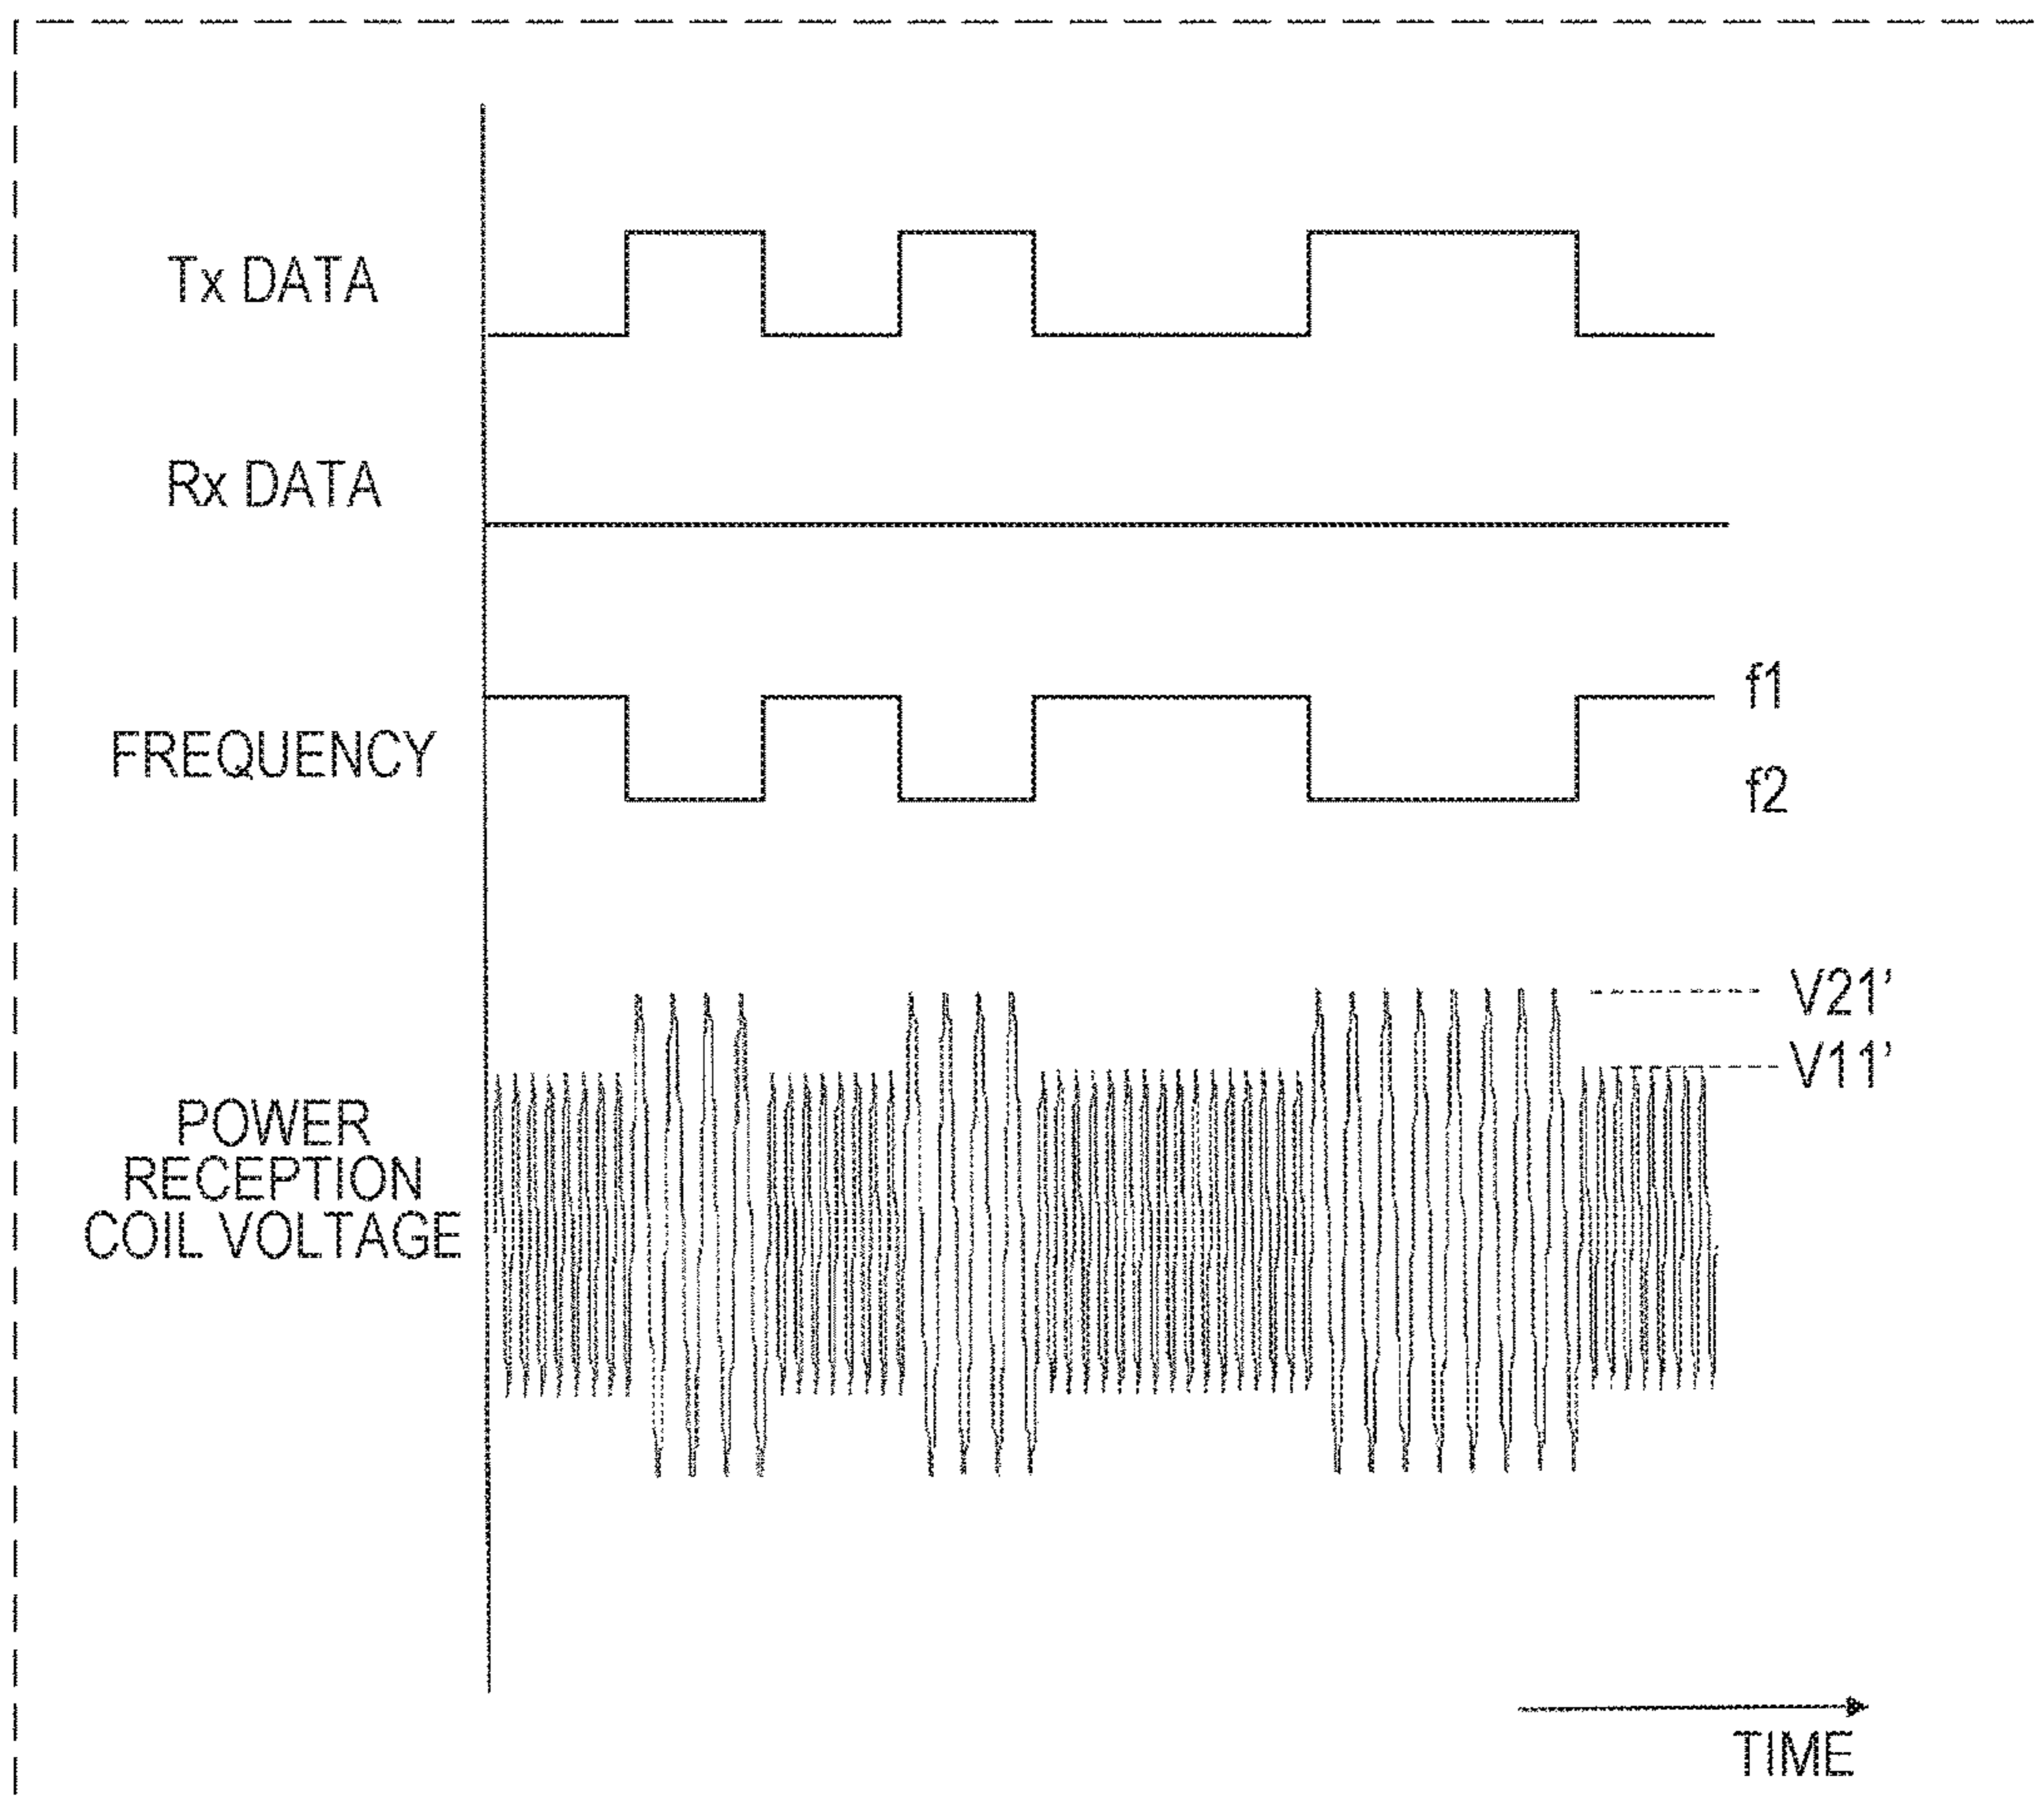 Tx DATA
Rx DATA
f1
FREQUENCY
f2
V21'
V11'
POWER
RECEPTION
COIL VOLTAGE
TIME